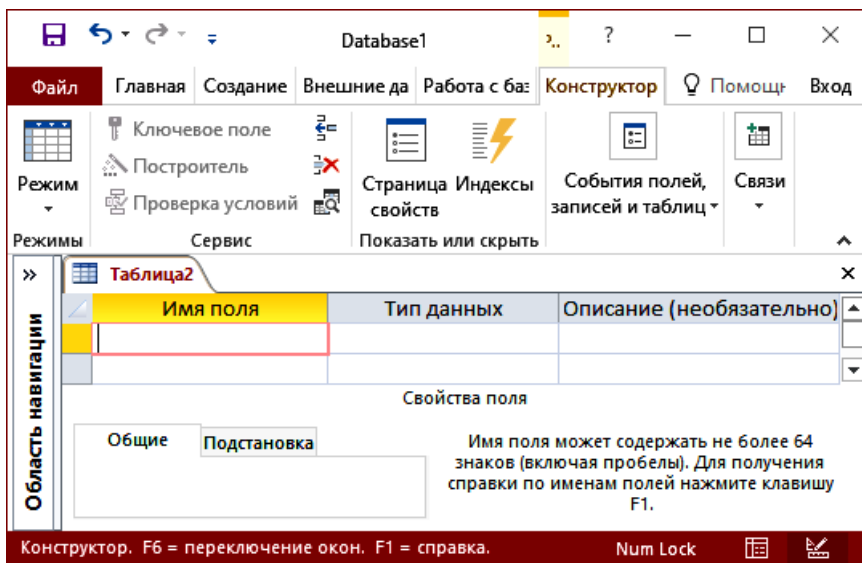 Database1
?
Файл Главная Создание Внешние да Работа с баз Конструктор Помощн Вход
Ключевое поле
Построитель
Проверка условий
Режим
Страница свойств
Индексы
События полей, записей и таблиц
Связи
Режимы Сервис Показать или скрыть
» Таблица2
Имя поля Тип данных Описание (необязательно)
Область навигации
Свойства поля
Общие Подстановка
Имя поля может содержать не более 64
знаков (включая пробелы). Для получения
справки по именам полей нажмите клавишу
F1.
Конструктор. F6 = переключение окон. F1 = справка. Num Lock